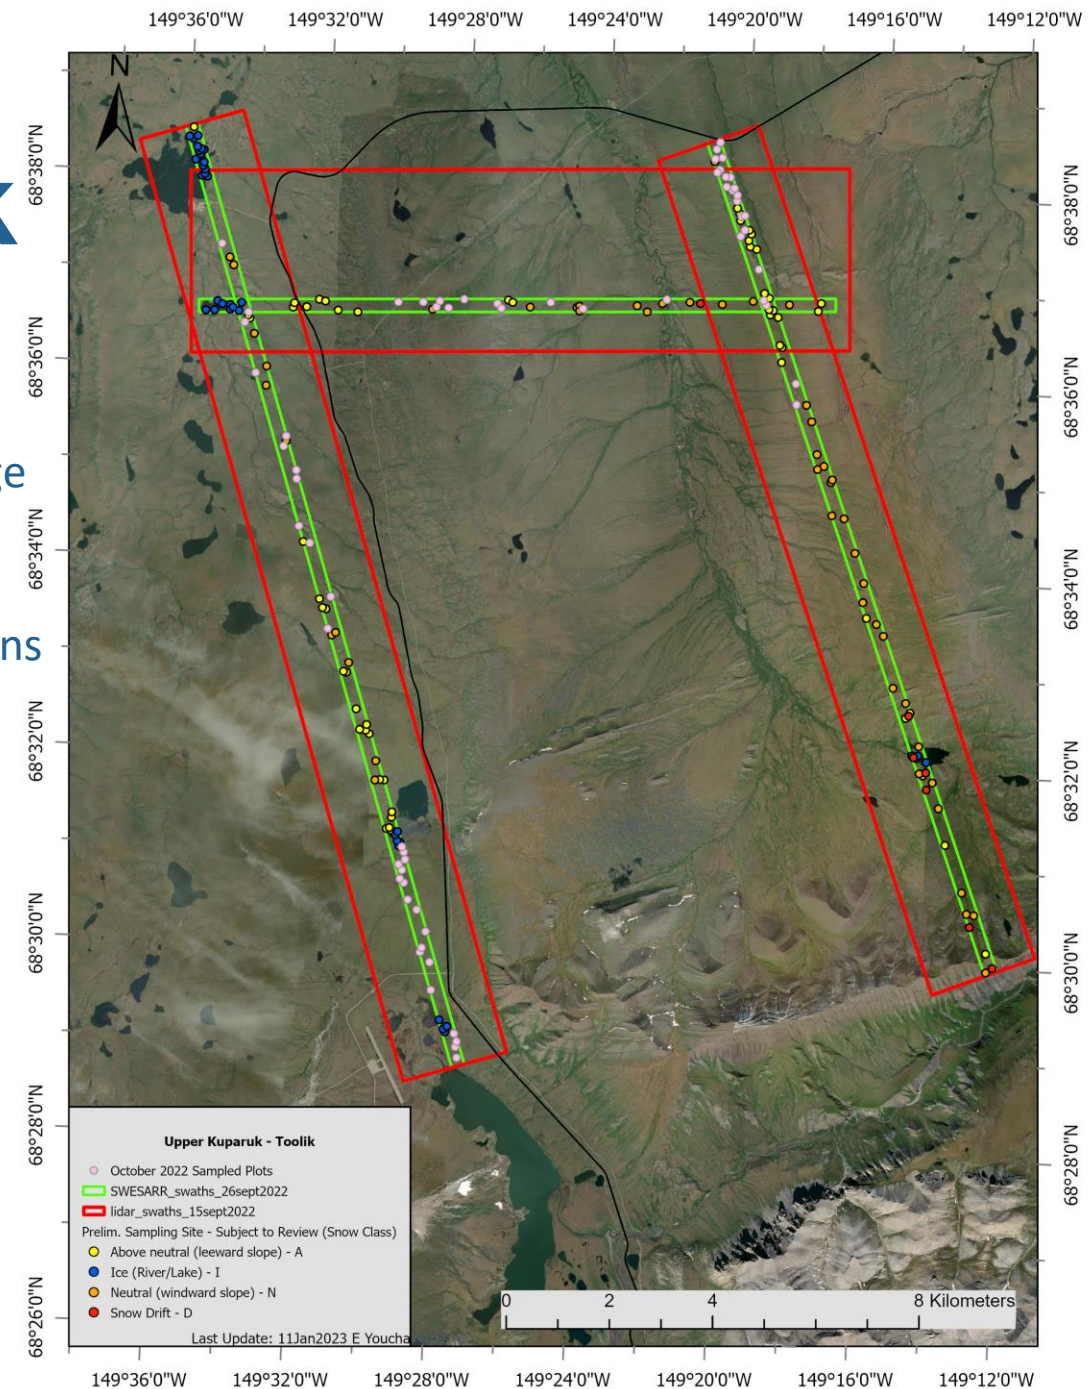 149°36'0"W 149°32'0"W 149°28'0"W 149°24'0"W 149°20'0"W 149°16'0"W 149°12'0"W
N
68°38'0"N
68°38'0"N
k
68°36'0"N
68°36'0"N
ge
68°34'0"N
68°34'0"N
ns
68°32'0"N
68°32'0"N
68°30'0"N
68°30'0"N
68°28'0"N
68°28'0"N
68°26'0"N
Upper Kuparuk - Toolik
October 2022 Sampled Plots
SWESARR_swaths_26sept2022
lidar_swaths_15sept2022
Prelim. Sampling Site - Subject to Review (Snow Class)
Above neutral (leeward slope) - A
Ice (River/Lake) - I
Neutral (windward slope) - N
Snow Drift - D
Last Update: 11Jan2023 E Youcha
0 2 4 8 Kilometers
149°36'0"W 149°32'0"W 149°28'0"W 149°24'0"W 149°20'0"W 149°16'0"W 149°12'0"W